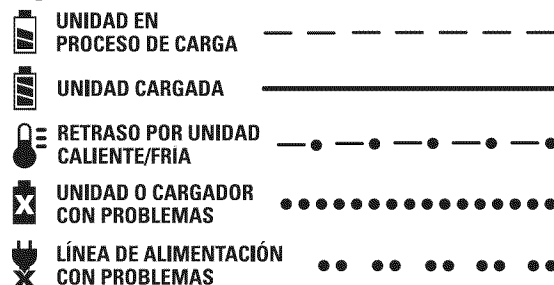 UNIDAD EN
PROCESO DE CARGA
UNIDAD CARGADA
RETRASO POR UNIDAD
CALIENTE/FRÍA
UNIDAD O CARGADOR
CON PROBLEMAS
LÍNEA DE ALIMENTACIÓN
CON PROBLEMAS